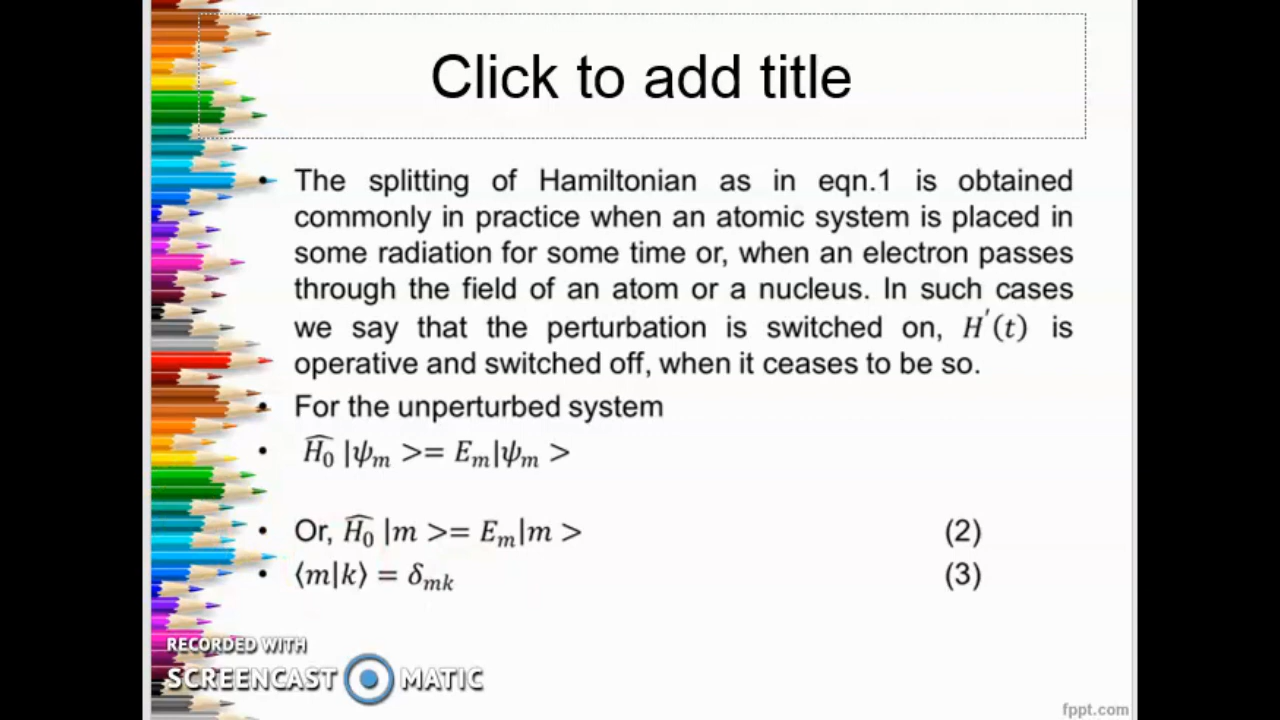 Click to add title
• The splitting of Hamiltonian as in eqn.1 is obtained
commonly in practice when an atomic system is placed in
some radiation for some time or, when an electron passes
through the field of an atom or a nucleus. In such cases
we say that the perturbation is switched on, H′(t) is
operative and switched off, when it ceases to be so.
• For the unperturbed system
• Ĥ₀ |ψₘ >= Eₘ|ψₘ >
• Or, Ĥ₀ |m >= Eₘ|m > (2)
• ⟨m|k⟩ = δₘₖ (3)
RECORDED WITH
SCREENCAST MATIC
fppt.com